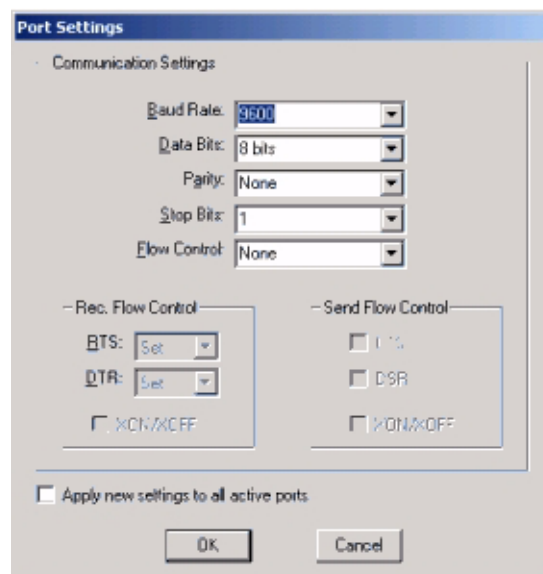 Port Settings
Communication Settings
Baud Rate: 9600
Data Bits: 8 bits
Parity: None
Stop Bits: 1
Flow Control: None
Rec. Flow Control
RTS: Set
DTR: Set
XON/XOFF
Send Flow Control
DSR
XON/XOFF
Apply new settings to all active ports
OK
Cancel